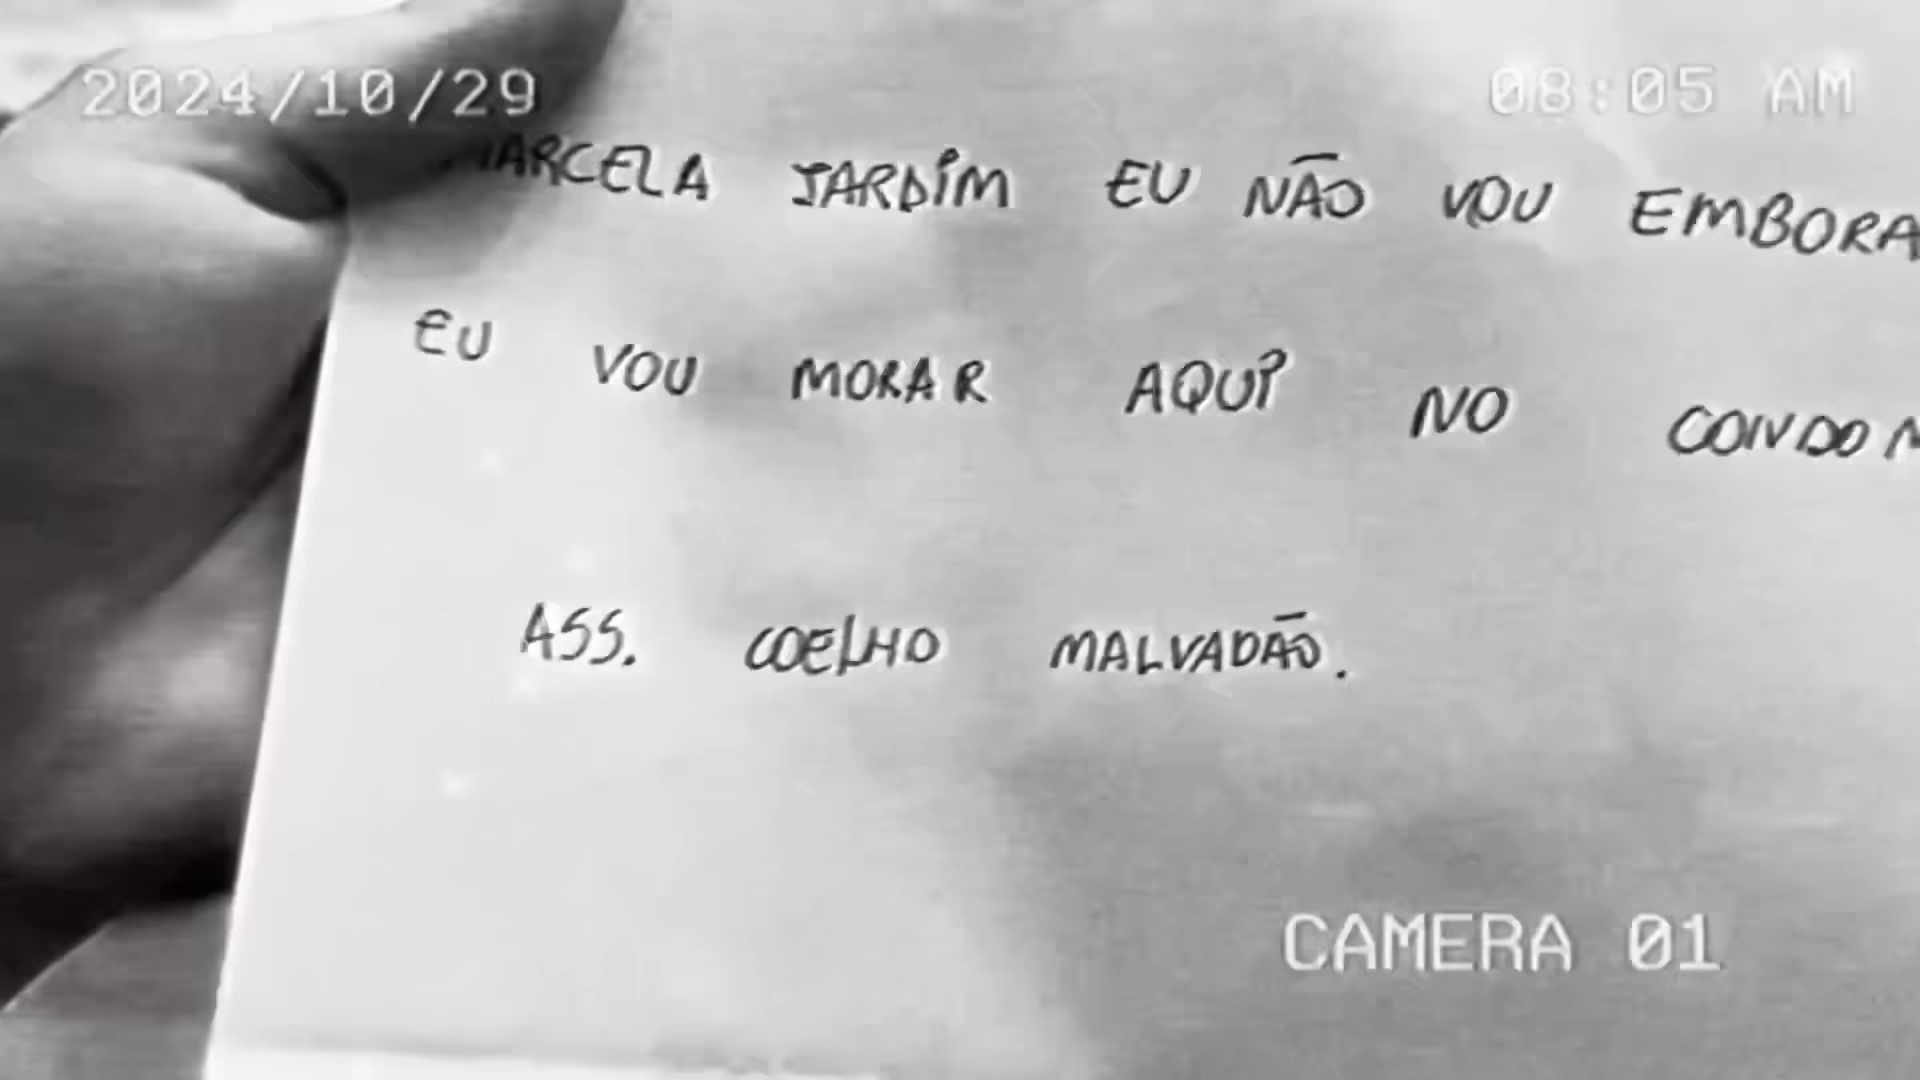 2024/10/29 08:05 AM
MARCELA JARDIM EU NÃO VOU EMBORA
EU VOU MORAR AQUI NO
ASS. COELHO MALVADÃO.
CAMERA 01